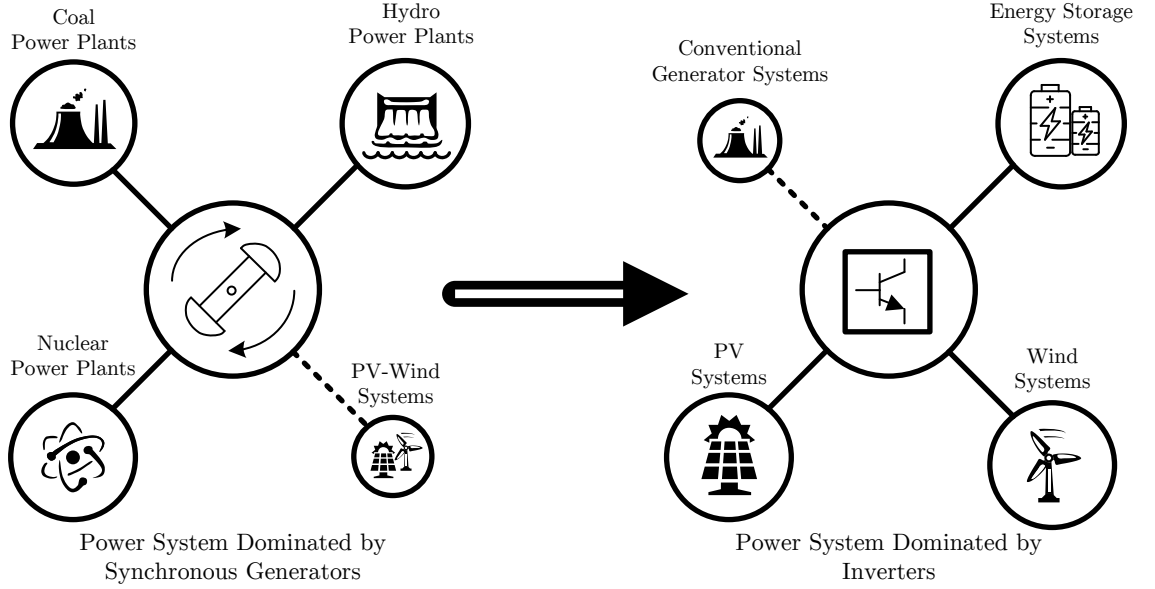 Coal
Power Plants
Hydro
Power Plants
Nuclear
Power Plants
PV-Wind
Systems
Power System Dominated by
Synchronous Generators
Conventional
Generator Systems
Energy Storage
Systems
PV
Systems
Wind
Systems
Power System Dominated by
Inverters